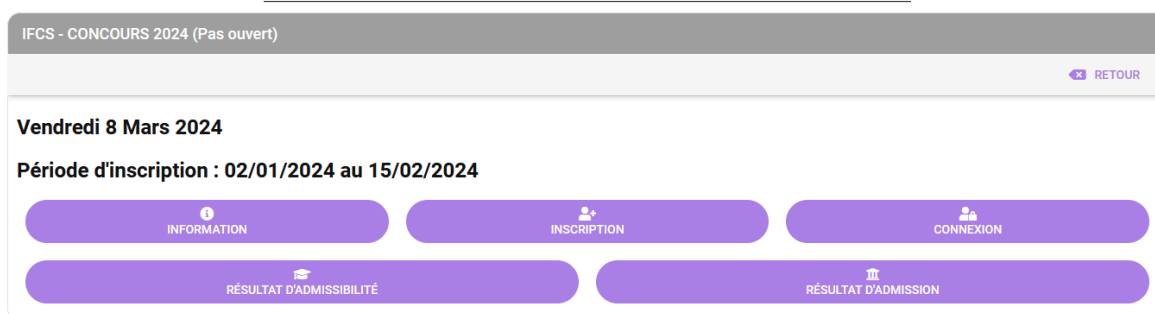 IFCS - CONCOURS 2024 (Pas ouvert)
RETOUR
Vendredi 8 Mars 2024
Période d'inscription : 02/01/2024 au 15/02/2024
INFORMATION
INSCRIPTION
CONNEXION
RÉSULTAT D'ADMISSIBILITÉ
RÉSULTAT D'ADMISSION